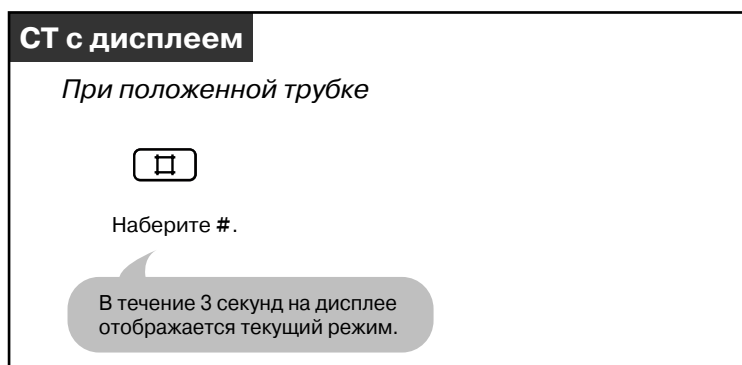 СТ с дисплеем
При положенной трубке
Наберите #.
В течение 3 секунд на дисплее
отображается текущий режим.